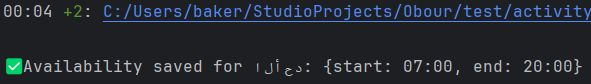 00:04 +2: C:/Users/baker/StudioProjects/Obour/test/activity
✅Availability saved for الأحد: {start: 07:00, end: 20:00}